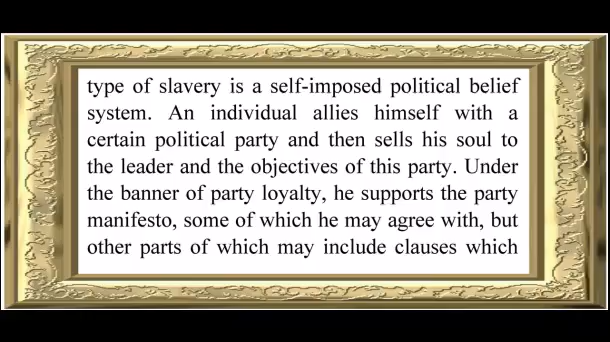 type of slavery is a self-imposed political belief
system. An individual allies himself with a
certain political party and then sells his soul to
the leader and the objectives of this party. Under
the banner of party loyalty, he supports the party
manifesto, some of which he may agree with, but
other parts of which may include clauses which